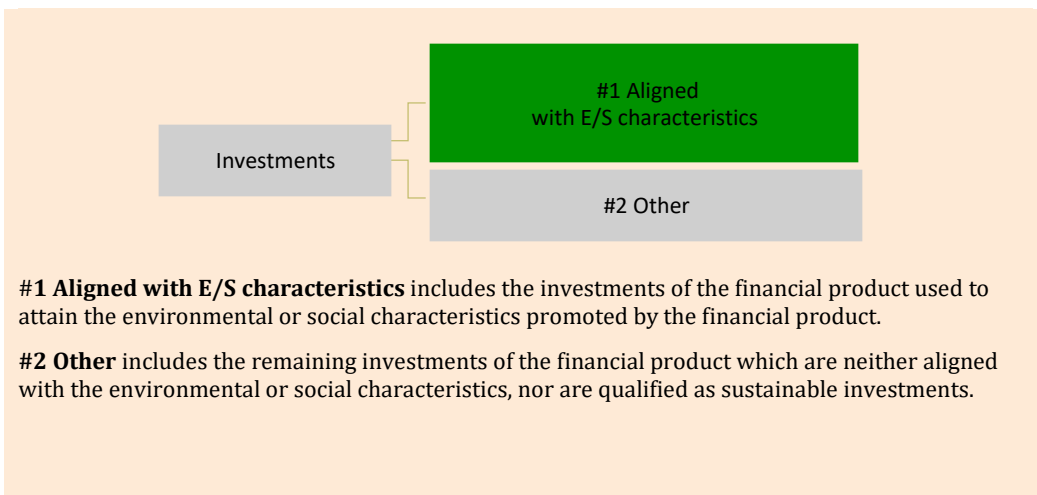 #1 Aligned
with E/S characteristics
Investments
#2 Other
#1 Aligned with E/S characteristics includes the investments of the financial product used to
attain the environmental or social characteristics promoted by the financial product.
#2 Other includes the remaining investments of the financial product which are neither aligned
with the environmental or social characteristics, nor are qualified as sustainable investments.